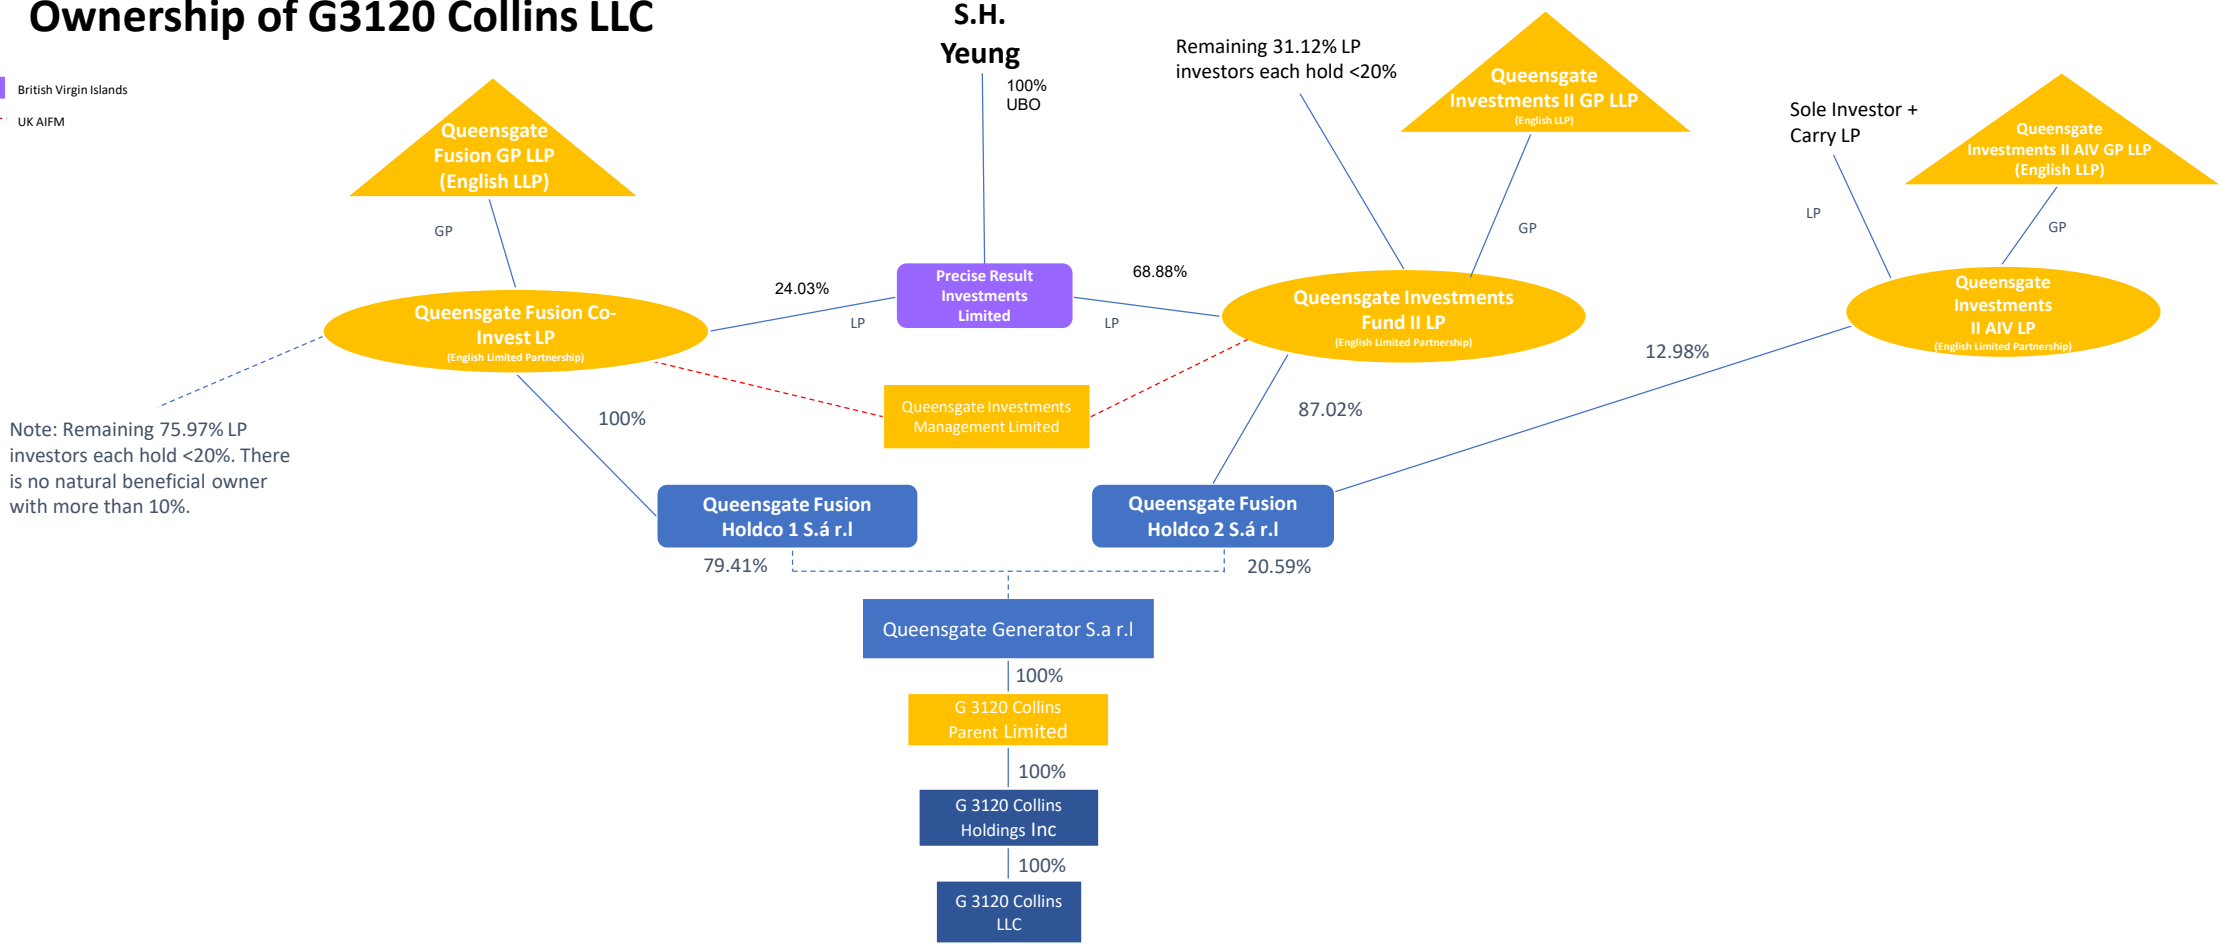 Ownership of G3120 Collins LLC
British Virgin Islands
UK AIFM
S.H.
Yeung
100%
UBO
Remaining 31.12% LP
investors each hold <20%
Queensgate
Investments II GP LLP
(English LLP)
Sole Investor +
Carry LP
Queensgate
Investments II AIV GP LLP
(English LLP)
Queensgate
Fusion GP LLP
(English LLP)
GP
GP
LP
GP
Queensgate Fusion Co-
Invest LP
(English Limited Partnership)
24.03%
LP
Precise Result
Investments
Limited
68.88%
LP
Queensgate Investments
Fund II LP
(English Limited Partnership)
Queensgate
Investments
II AIV LP
(English Limited Partnership)
12.98%
Queensgate Investments
Management Limited
100%
87.02%
Note: Remaining 75.97% LP
investors each hold <20%. There
is no natural beneficial owner
with more than 10%.
Queensgate Fusion
Holdco 1 S.á r.l
Queensgate Fusion
Holdco 2 S.á r.l
79.41%
20.59%
Queensgate Generator S.a r.l
100%
G 3120 Collins
Parent Limited
100%
G 3120 Collins
Holdings Inc
100%
G 3120 Collins
LLC